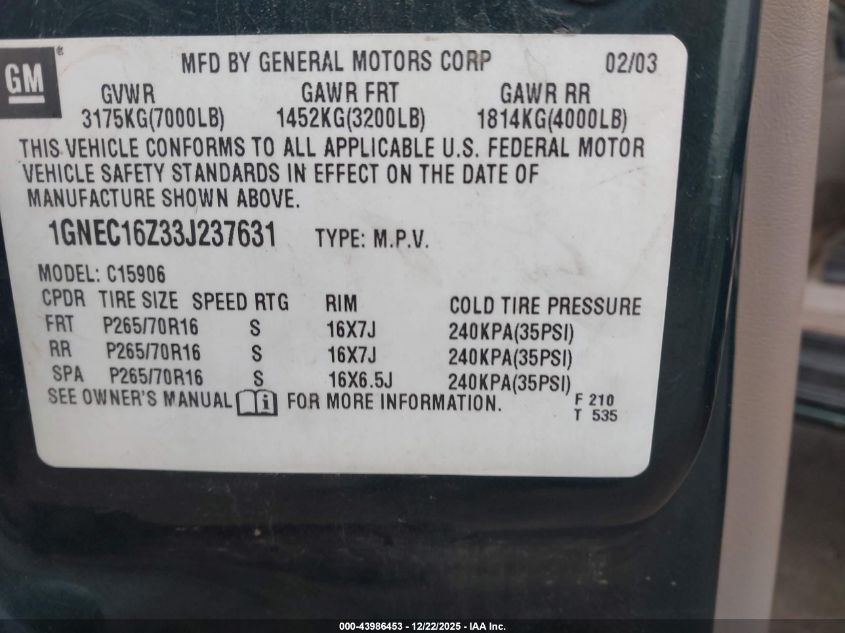 GM
MFD BY GENERAL MOTORS CORP 02/03
GVWR GAWR FRT GAWR RR
3175KG(7000LB) 1452KG(3200LB) 1814KG(4000LB)
THIS VEHICLE CONFORMS TO ALL APPLICABLE U.S. FEDERAL MOTOR
VEHICLE SAFETY STANDARDS IN EFFECT ON THE DATE OF
MANUFACTURE SHOWN ABOVE.
1GNEC16Z33J237631 TYPE: M.P.V.
MODEL: C15906
CPDR TIRE SIZE SPEED RTG RIM COLD TIRE PRESSURE
FRT P265/70R16 S 16X7J 240KPA(35PSI)
RR P265/70R16 S 16X7J 240KPA(35PSI)
SPA P265/70R16 S 16X6.5J 240KPA(35PSI)
SEE OWNER'S MANUAL i FOR MORE INFORMATION. F 210
T 535
000-43986453 - 12/22/2025 - IAA Inc.